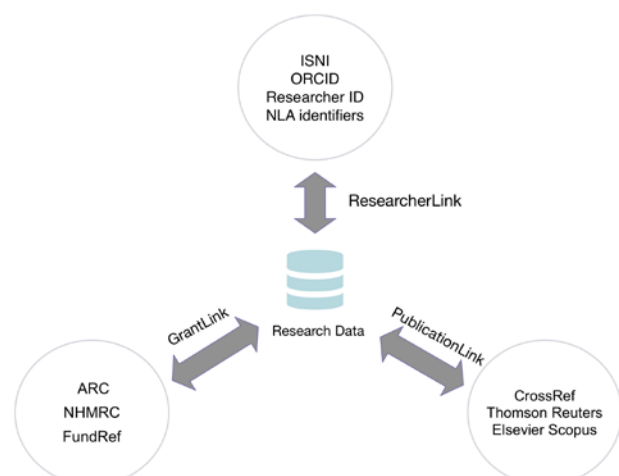 ISNI
ORCID
Researcher ID
NLA identifiers
ResearcherLink
GrantLink
Research Data
PublicationLink
ARC
NHMRC
FundRef
CrossRef
Thomson Reuters
Elsevier Scopus